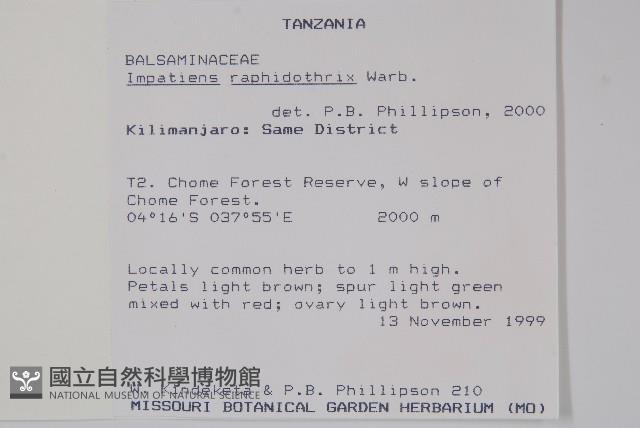 TANZANIA
BALSAMINACEAE
Impatiens raphidothrix Warb.
det. P.B. Phillipson, 2000
Kilimanjaro: Same District
T2. Chome Forest Reserve, W slope of
Chome Forest.
04°16'S 037°55'E 2000 m
Locally common herb to 1 m high.
Petals light brown; spur light green
mixed with red; ovary light brown.
13 November 1999
國立自然科學博物館
NATIONAL MUSEUM OF NATURAL SCIENCE
W. Kindeketa & P.B. Phillipson 210
MISSOURI BOTANICAL GARDEN HERBARIUM (MO)